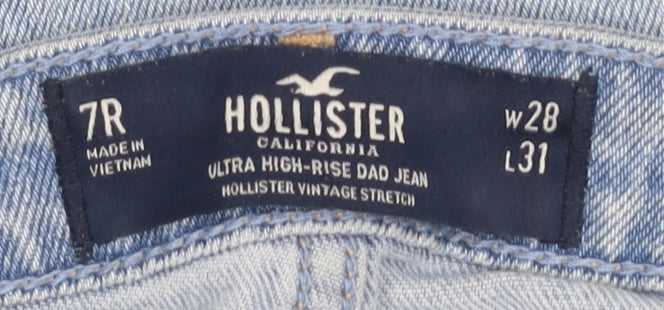 7R
MADE IN
VIETNAM
HOLLISTER
CALIFORNIA
ULTRA HIGH-RISE DAD JEAN
HOLLISTER VINTAGE STRETCH
W28
L31